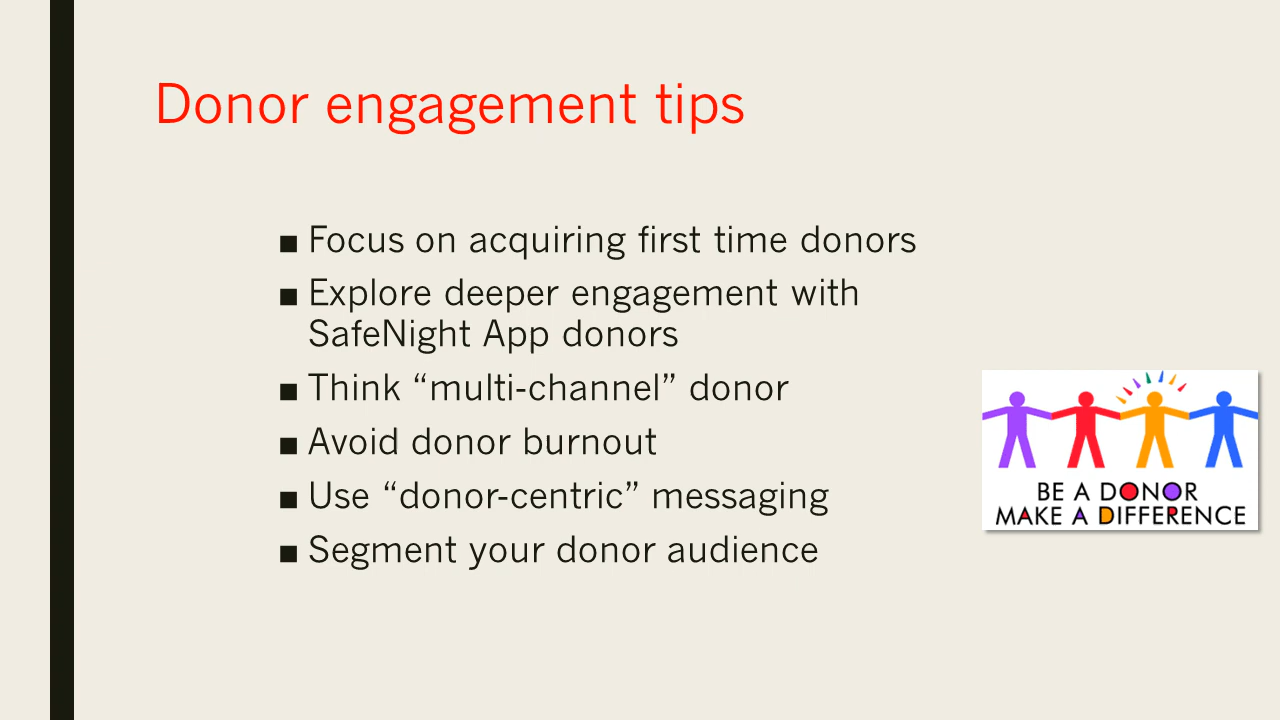 Donor engagement tips
■ Focus on acquiring first time donors
■ Explore deeper engagement with
SafeNight App donors
■ Think “multi-channel” donor
■ Avoid donor burnout
■ Use “donor-centric” messaging
■ Segment your donor audience
BE A DONOR
MAKE A DIFFERENCE